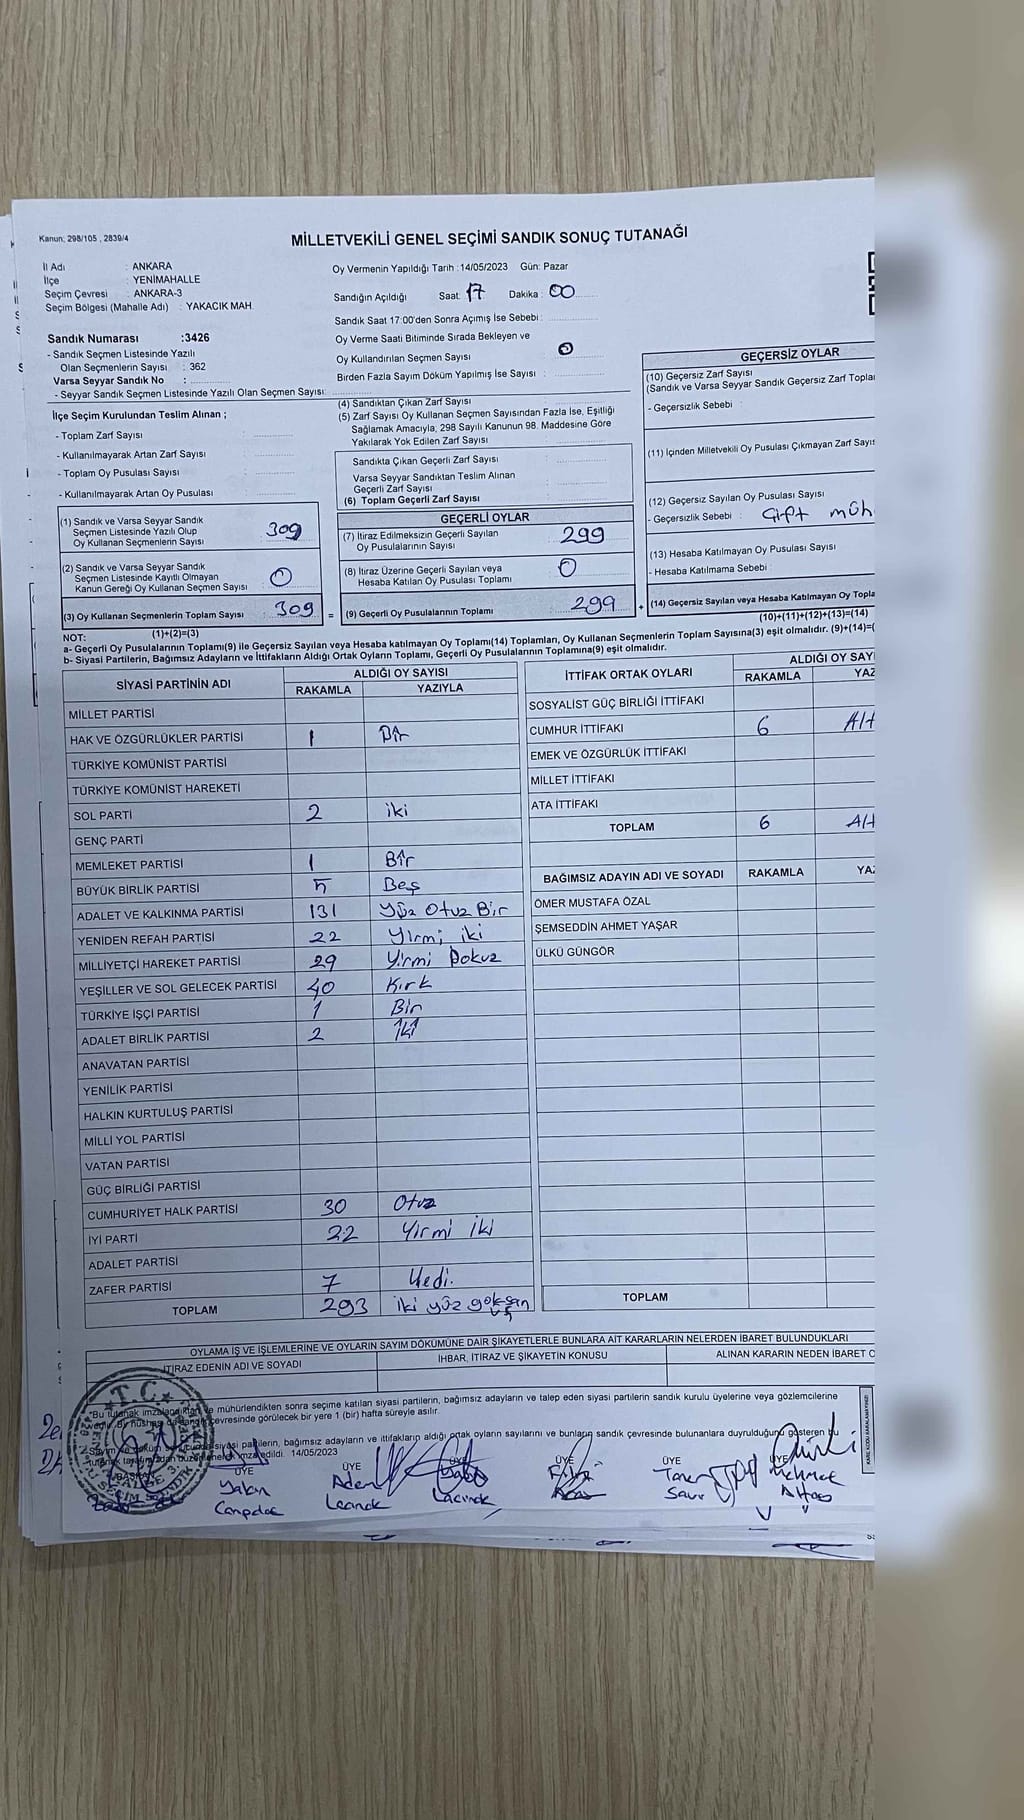 Kanun: 298/105 , 2839/4
MİLLETVEKİLİ GENEL SEÇİMİ SANDIK SONUÇ TUTANAĞI
İl Adı : ANKARA
İlçe : YENİMAHALLE
Seçim Çevresi : ANKARA-3
Seçim Bölgesi (Mahalle Adı) : YAKACIK MAH.
Sandık Numarası :3426
- Sandık Seçmen Listesinde Yazılı
Olan Seçmenlerin Sayısı : 362
Varsa Seyyar Sandık No :
- Seyyar Sandık Seçmen Listesinde Yazılı Olan Seçmen Sayısı:
Oy Vermenin Yapıldığı Tarih :14/05/2023 Gün: Pazar
Sandığın Açıldığı Saat: 17 Dakika : 00
Sandık Saat 17:00'den Sonra Açımış İse Sebebi :
Oy Verme Saati Bitiminde Sırada Bekleyen ve
Oy Kullandırılan Seçmen Sayısı 0
Birden Fazla Sayım Döküm Yapılmış İse Sayısı :
İlçe Seçim Kurulundan Teslim Alınan ;
- Toplam Zarf Sayısı :
- Kullanılmayarak Artan Zarf Sayısı :
- Toplam Oy Pusulası Sayısı :
- Kullanılmayarak Artan Oy Pusulası :
(4) Sandıktan Çıkan Zarf Sayısı
(5) Zarf Sayısı Oy Kullanan Seçmen Sayısından Fazla İse, Eşitliği
Sağlamak Amacıyla, 298 Sayılı Kanunun 98. Maddesine Göre
Yakılarak Yok Edilen Zarf Sayısı
Sandıkta Çıkan Geçerli Zarf Sayısı
Varsa Seyyar Sandıktan Teslim Alınan
Geçerli Zarf Sayısı
(6) Toplam Geçerli Zarf Sayısı
GEÇERSİZ OYLAR
(10) Geçersiz Zarf Sayısı
(Sandık ve Varsa Seyyar Sandık Geçersiz Zarf Topla
- Geçersizlik Sebebi :
(11) İçinden Milletvekili Oy Pusulası Çıkmayan Zarf Sayıs
(12) Geçersiz Sayılan Oy Pusulası Sayısı
- Geçersizlik Sebebi : Çift müh
(13) Hesaba Katılmayan Oy Pusulası Sayısı
- Hesaba Katılmama Sebebi :
(14) Geçersiz Sayılan veya Hesaba Katılmayan Oy Topla
(10)+(11)+(12)+(13)=(14)
(1) Sandık ve Varsa Seyyar Sandık
Seçmen Listesinde Yazılı Olup
Oy Kullanan Seçmenlerin Sayısı 309
(2) Sandık ve Varsa Seyyar Sandık
Seçmen Listesinde Kayıtlı Olmayan
Kanun Gereği Oy Kullanan Seçmen Sayısı 0
(3) Oy Kullanan Seçmenlerin Toplam Sayısı 309 =
(1)+(2)=(3)
GEÇERLİ OYLAR
(7) İtiraz Edilmeksizin Geçerli Sayılan
Oy Pusulalarının Sayısı 299
(8) İtiraz Üzerine Geçerli Sayılan veya
Hesaba Katılan Oy Pusulası Toplamı 0
(9) Geçerli Oy Pusulalarının Toplamı 299 +
NOT:
a- Geçerli Oy Pusulalarının Toplamı(9) ile Geçersiz Sayılan veya Hesaba katılmayan Oy Toplamı(14) Toplamları, Oy Kullanan Seçmenlerin Toplam Sayısına(3) eşit olmalıdır. (9)+(14)=(
b- Siyasi Partilerin, Bağımsız Adayların ve İttifakların Aldığı Ortak Oyların Toplamı, Geçerli Oy Pusulalarının Toplamına(9) eşit olmalıdır.
SİYASİ PARTİNİN ADI ALDIĞI OY SAYISI
RAKAMLA YAZIYLA
MİLLET PARTİSİ
HAK VE ÖZGÜRLÜKLER PARTİSİ 1 Bir
TÜRKİYE KOMÜNİST PARTİSİ
TÜRKİYE KOMÜNİST HAREKETİ
SOL PARTİ 2 iki
GENÇ PARTİ
MEMLEKET PARTİSİ 1 Bir
BÜYÜK BİRLİK PARTİSİ 5 Beş
ADALET VE KALKINMA PARTİSİ 131 Yüz Otuz Bir
YENİDEN REFAH PARTİSİ 22 Yirmi iki
MİLLİYETÇİ HAREKET PARTİSİ 29 Yirmi Dokuz
YEŞİLLER VE SOL GELECEK PARTİSİ 40 Kırk
TÜRKİYE İŞÇİ PARTİSİ 1 Bir
ADALET BİRLİK PARTİSİ 2 İki
ANAVATAN PARTİSİ
YENİLİK PARTİSİ
HALKIN KURTULUŞ PARTİSİ
MİLLİ YOL PARTİSİ
VATAN PARTİSİ
GÜÇ BİRLİĞİ PARTİSİ
CUMHURİYET HALK PARTİSİ 30 Otuz
İYİ PARTİ 22 Yirmi İki
ADALET PARTİSİ
ZAFER PARTİSİ 7 Yedi.
TOPLAM 293 iki yüz goksan üç
İTTİFAK ORTAK OYLARI ALDIĞI OY SAYI
RAKAMLA YAZ
SOSYALİST GÜÇ BİRLİĞİ İTTİFAKI
CUMHUR İTTİFAKI 6 Alt
EMEK VE ÖZGÜRLÜK İTTİFAKI
MİLLET İTTİFAKI
ATA İTTİFAKI
TOPLAM 6 Alt
BAĞIMSIZ ADAYIN ADI VE SOYADI RAKAMLA YAZ
ÖMER MUSTAFA ÖZAL
ŞEMSEDDİN AHMET YAŞAR
ÜLKÜ GÜNGÖR
TOPLAM
OYLAMA İŞ VE İŞLEMLERİNE VE OYLARIN SAYIM DÖKÜMÜNE DAİR ŞİKAYETLERLE BUNLARA AİT KARARLARIN NELERDEN İBARET BULUNDUKLARI
İTİRAZ EDENİN ADI VE SOYADI İHBAR, İTİRAZ VE ŞİKAYETİN KONUSU ALINAN KARARIN NEDEN İBARET O
"Bu tutanak imzalandıktan ve mühürlendikten sonra seçime katılan siyasi partilerin, bağımsız adayların ve talep eden siyasi partilerin sandık kurulu üyelerine veya gözlemcilerine
çevresinde görülecek bir yere 1 (bir) hafta süreyle asılır.
siyasi partilerin, bağımsız adayların ve ittifakların aldığı ortak oyların sayılarını ve bunların sandık çevresinde bulunanlara duyrulduğunu gösteren bu
imza edildi. 14/05/2023
T.C.
BAŞKAN ÜYE ÜYE ÜYE ÜYE ÜYE ÜYE
Yakın Adem Taner Mehmet
Lacinok